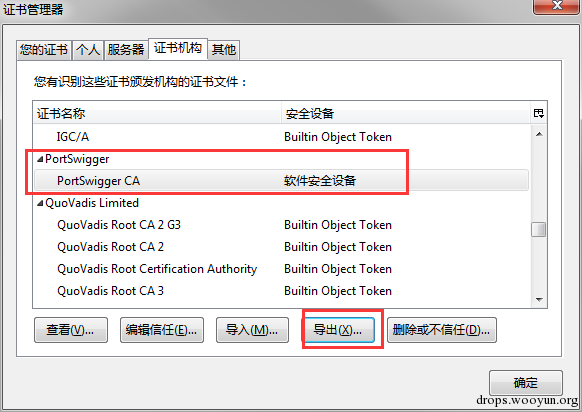 证书管理器
您的证书 个人 服务器 证书机构 其他
您有识别这些证书颁发机构的证书文件：
证书名称 安全设备
IGC/A Builtin Object Token
PortSwigger
PortSwigger CA 软件安全设备
QuoVadis Limited
QuoVadis Root CA 2 G3 Builtin Object Token
QuoVadis Root CA 2 Builtin Object Token
QuoVadis Root Certification Authority Builtin Object Token
QuoVadis Root CA 3 Builtin Object Token
查看(V)... 编辑信任(E)... 导入(M)... 导出(X)... 删除或不信任(D)...
确定
drops.wooyun.org